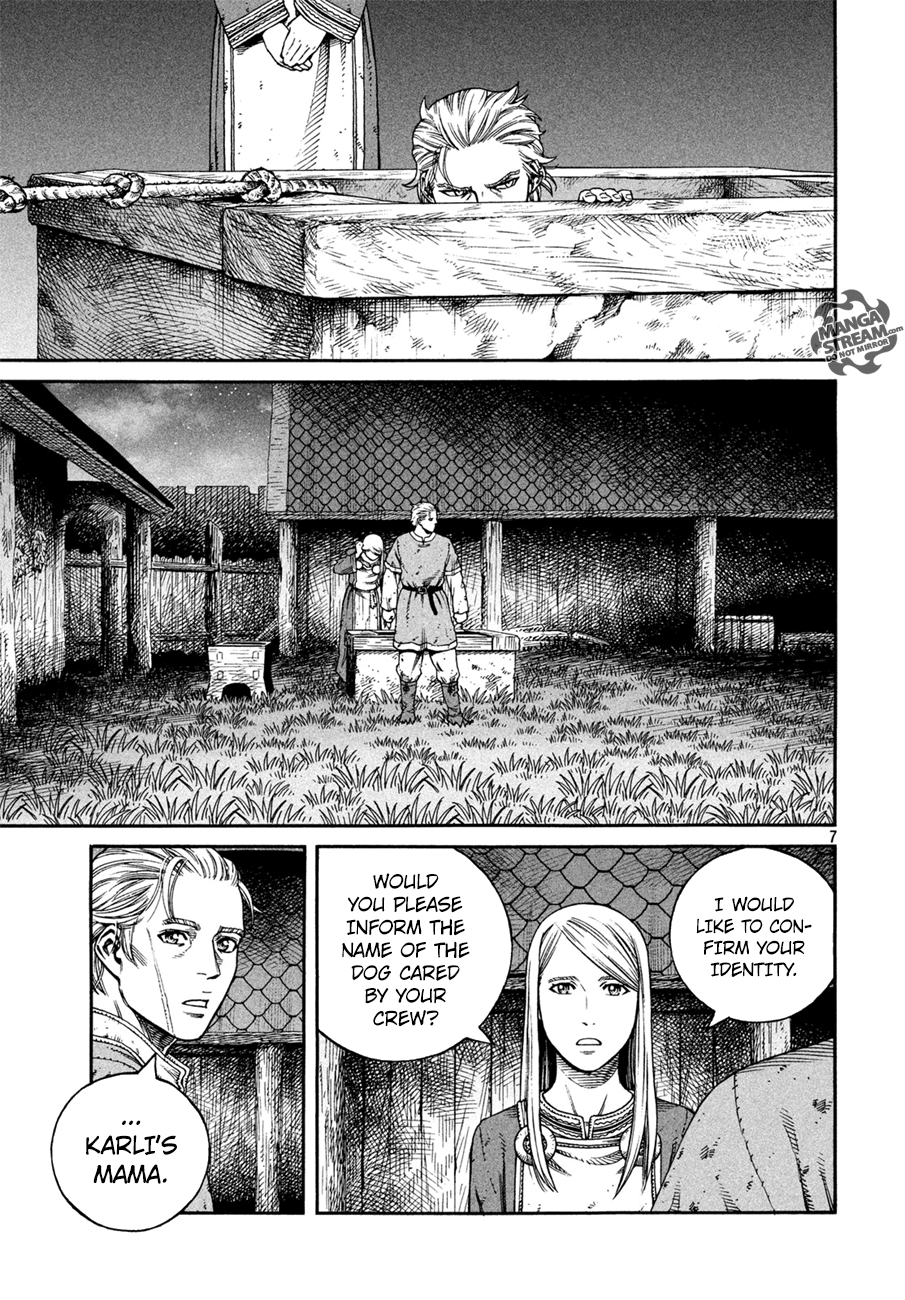 MANGA
STREAM.com
DO NOT MIRROR
7
I WOULD
LIKE TO CON-
FIRM YOUR
IDENTITY.
WOULD
YOU PLEASE
INFORM THE
NAME OF THE
DOG CARED
BY YOUR
CREW?
...
KARLI'S
MAMA.